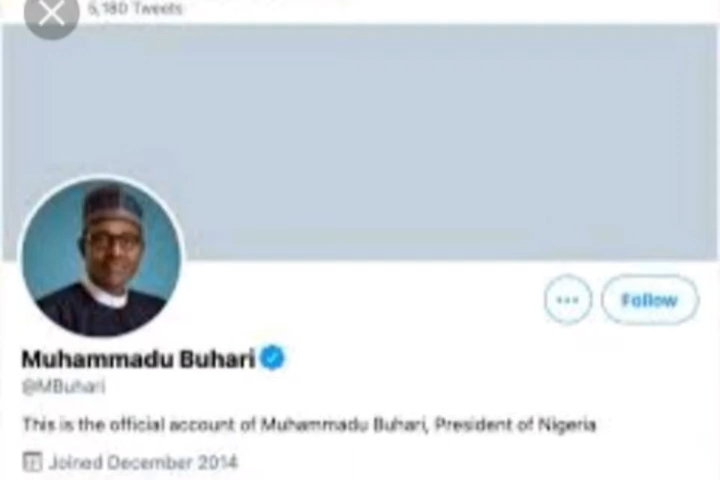 5,180 Tweets
Follow
Muhammadu Buhari
@MBuhari
This is the official account of Muhammadu Buhari, President of Nigeria
Joined December 2014